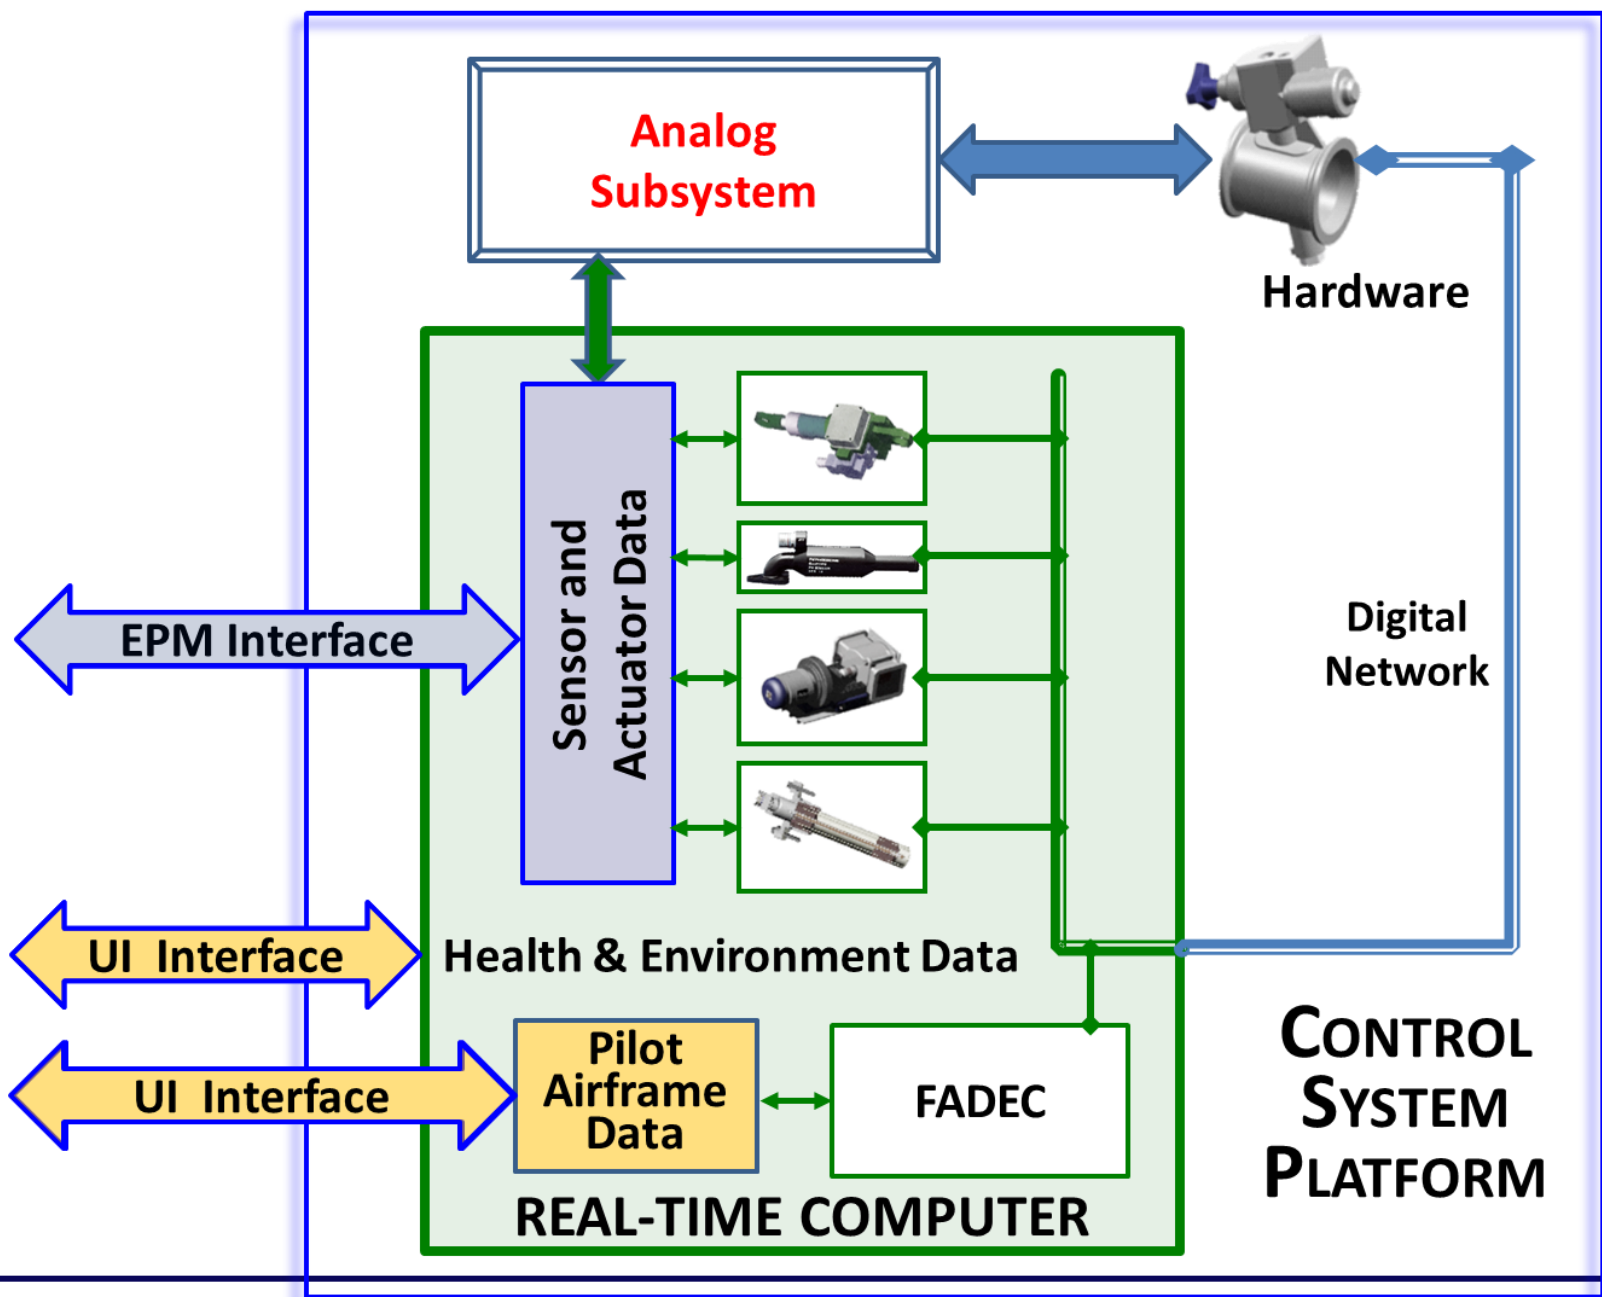 Analog
Subsystem
Hardware
Sensor and
Actuator Data
EPM Interface
Digital
Network
UI  Interface
Health & Environment Data
UI  Interface
Pilot
Airframe
Data
FADEC
CONTROL
SYSTEM
PLATFORM
REAL-TIME COMPUTER